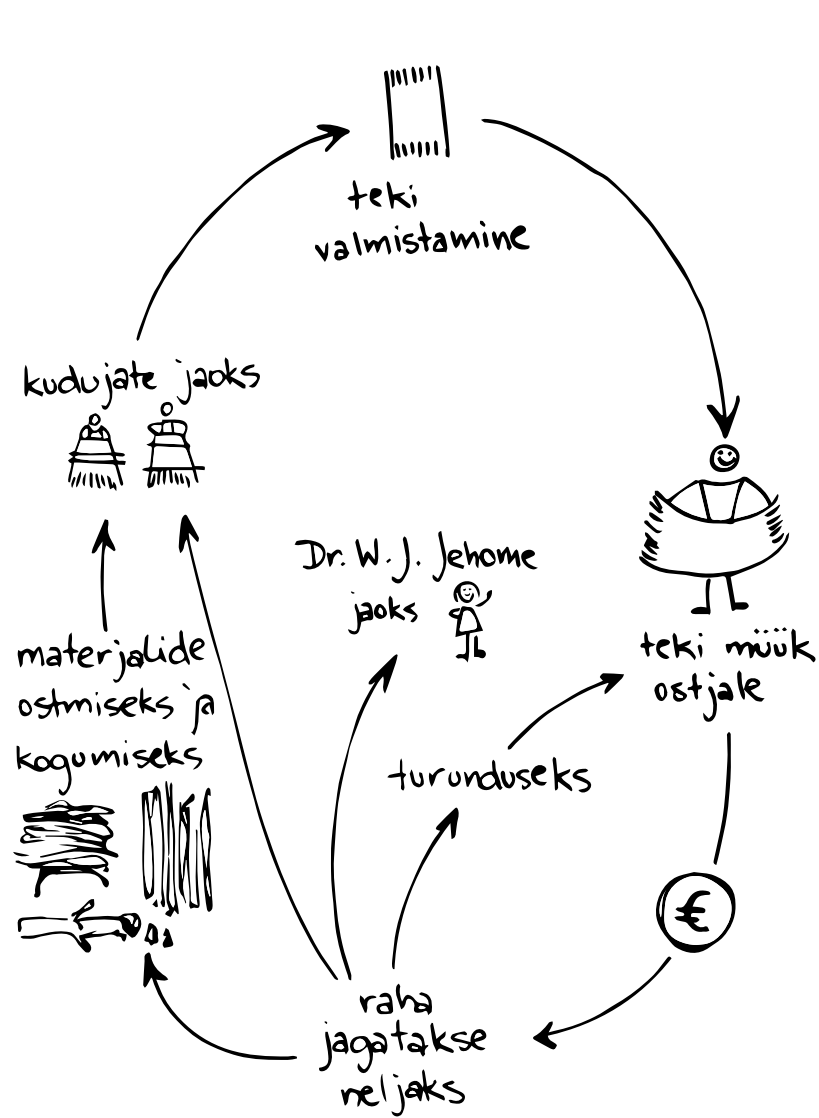 teki
valmistamine
kudujate jaoks
Dr. W. J. Jehome
jaoks
materjalide
ostmiseks ja
kogumiseks
teki müük
ostjale
turunduseks
€
raha
jagatakse
neljaks